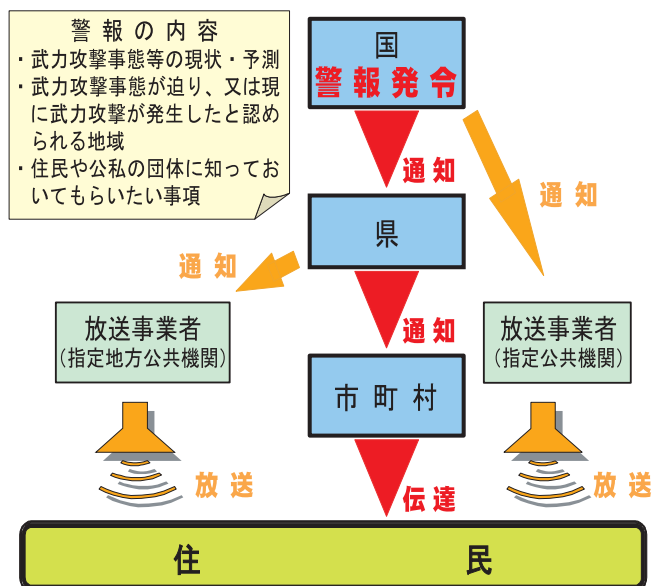 警報の内容
・武力攻撃事態等の現状・予測
・武力攻撃事態が迫り、又は現
に武力攻撃が発生したと認め
られる地域
・住民や公私の団体に知ってお
いてもらいたい事項
国
警報発令
通知
通知
県
通知
通知
放送事業者
(指定地方公共機関)
市町村
放送事業者
(指定公共機関)
放送
伝達
放送
住民